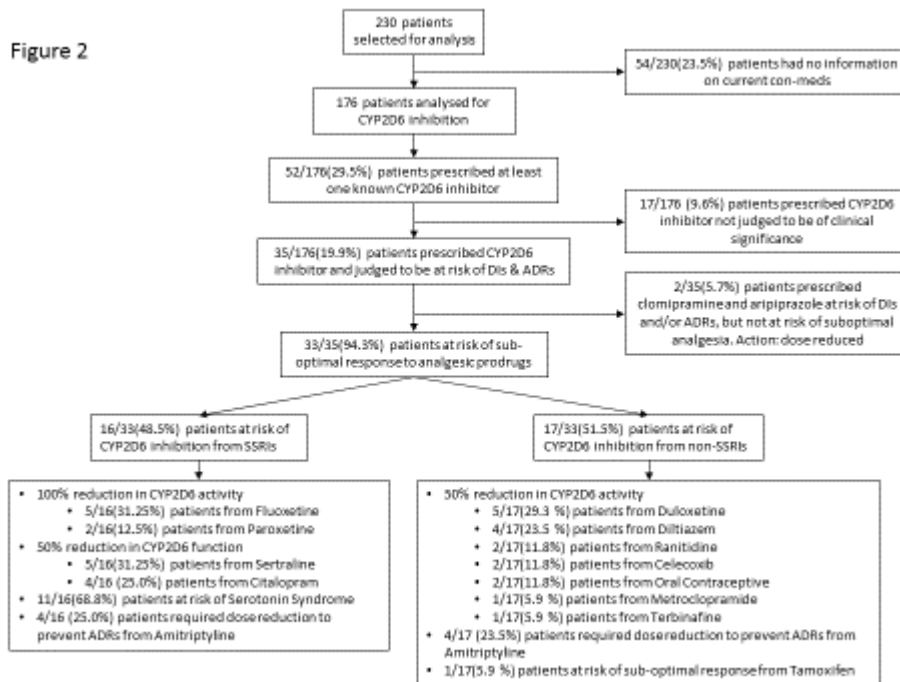 Figure 2
230 patients
selected for analysis
54/230(23.5%) patients had no information
on current con-meds
176 patients analysed for
CYP2D6 inhibition
52/176(29.5%) patients prescribed at least
one known CYP2D6 inhibitor
17/176 (9.6%) patients prescribed CYP2D6
inhibitor not judged to be of clinical
significance
35/176(19.9%) patients prescribed CYP2D6
inhibitor and judged to be at risk of DIs & ADRs
2/35(5.7%) patients prescribed
clomipramine and aripiprazole at risk of DIs
and/or ADRs, but not at risk of suboptimal
analgesia. Action: dose reduced
33/35(94.3%) patients at risk of sub-
optimal response to analgesic prodrugs
16/33(48.5%) patients at risk of
CYP2D6 inhibition from SSRIs
• 100% reduction in CYP2D6 activity
• 5/16(31.25%) patients from Fluoxetine
• 2/16(12.5%) patients from Paroxetine
• 50% reduction in CYP2D6 function
• 5/16(31.25%) patients from Sertraline
• 4/16 (25.0%) patients from Citalopram
• 11/16(68.8%) patients at risk of Serotonin Syndrome
• 4/16 (25.0%) patients required dose reduction to
prevent ADRs from Amitriptyline
17/33(51.5%) patients at risk of
CYP2D6 inhibition from non-SSRIs
• 50% reduction in CYP2D6 activity
• 5/17(29.3 %) patients from Duloxetine
• 4/17(23.5 %) patients from Diltiazem
• 2/17(11.8%) patients from Ranitidine
• 2/17(11.8%) patients from Celecoxib
• 2/17(11.8%) patients from Oral Contraceptive
• 1/17(5.9 %) patients from Metroclopramide
• 1/17(5.9 %) patients from Terbinafine
• 4/17 (23.5%) patients required dose reduction to prevent ADRs from
Amitriptyline
• 1/17(5.9 %) patients at risk of sub-optimal response from Tamoxifen